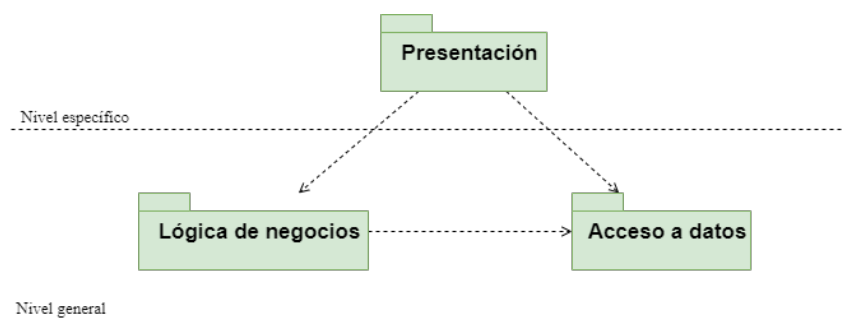 Presentación
Nivel específico
Lógica de negocios
Acceso a datos
Nivel general